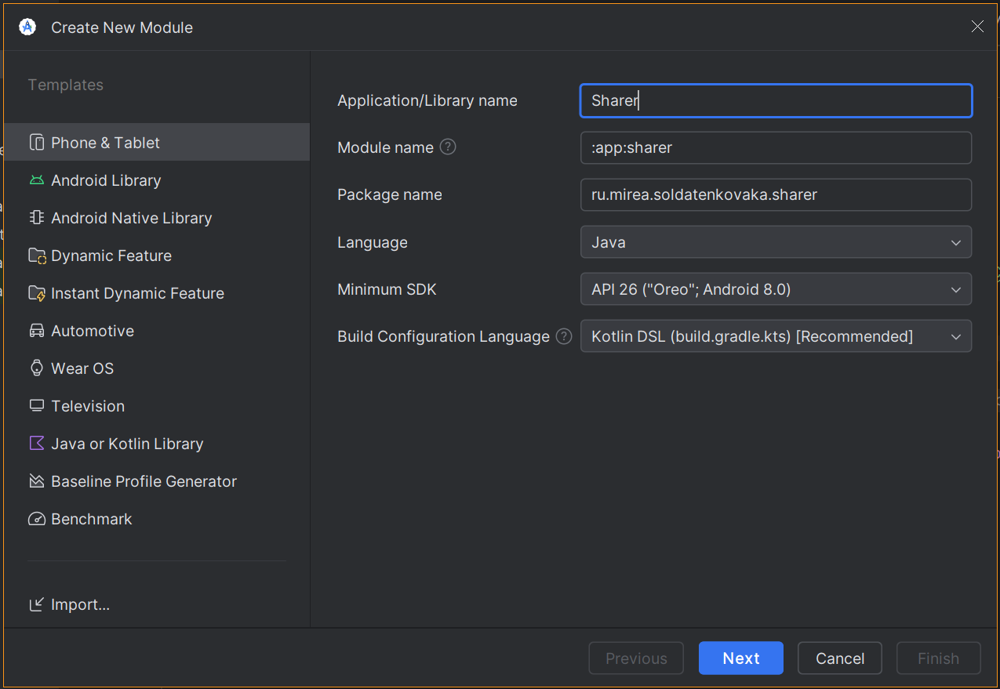 Create New Module
Templates
Phone & Tablet
Android Library
Android Native Library
Dynamic Feature
Instant Dynamic Feature
Automotive
Wear OS
Television
Java or Kotlin Library
Baseline Profile Generator
Benchmark
Import...
Application/Library name
Sharer
Module name ?
:app:sharer
Package name
ru.mirea.soldatenkovaka.sharer
Language
Java
Minimum SDK
API 26 ("Oreo"; Android 8.0)
Build Configuration Language ?
Kotlin DSL (build.gradle.kts) [Recommended]
Previous
Next
Cancel
Finish